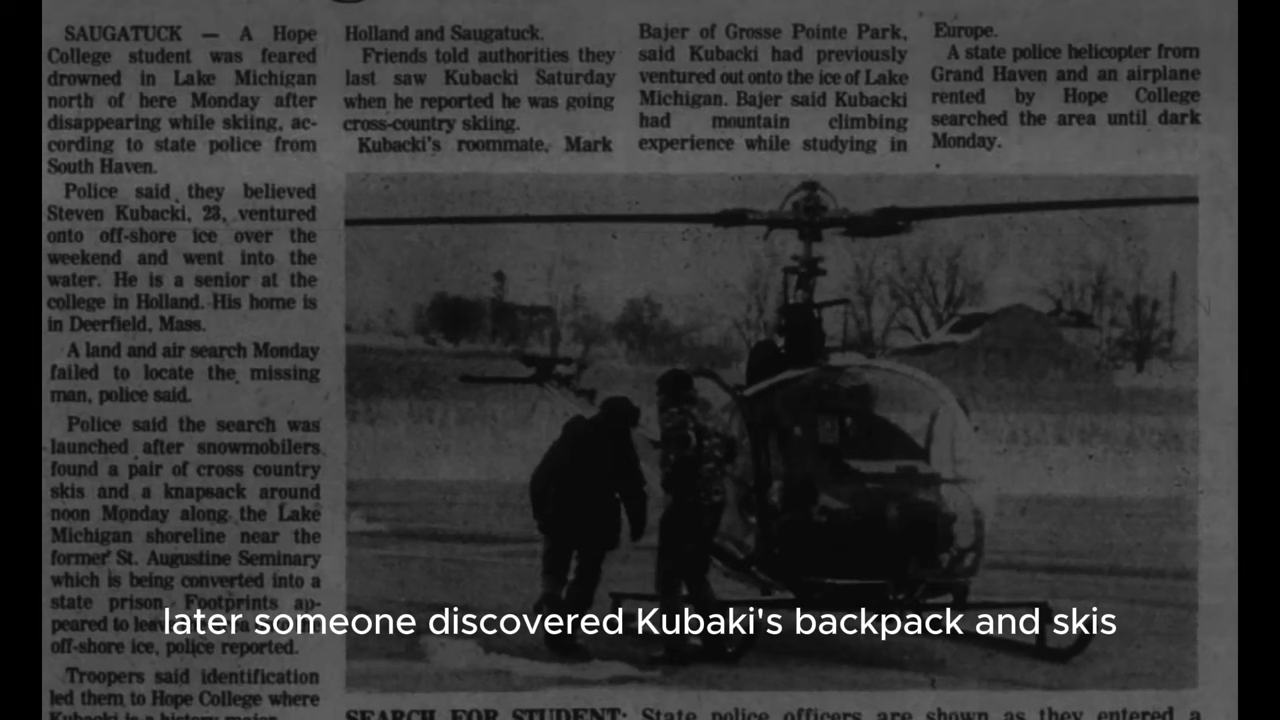 SAUGATUCK — A Hope
College student was feared
drowned in Lake Michigan
north of here Monday after
disappearing while skiing, ac-
cording to state police from
South Haven.
Police said they believed
Steven Kubacki, 23, ventured
onto off-shore ice over the
weekend and went into the
water. He is a senior at the
college in Holland. His home is
in Deerfield, Mass.
A land and air search Monday
failed to locate the missing
man, police said.
Police said the search was
launched after snowmobilers
found a pair of cross country
skis and a knapsack around
noon Monday along the Lake
Michigan shoreline near the
former St. Augustine Seminary
which is being converted into a
state prison. Footprints ap-
peared to
off-shore ice, police reported.
Troopers said identification
led them to Hope College where
Kubacki is a history major.
Holland and Saugatuck.
Friends told authorities they
last saw Kubacki Saturday
when he reported he was going
cross-country skiing.
Kubacki's roommate, Mark
Bajer of Grosse Pointe Park,
said Kubacki had previously
ventured out onto the ice of Lake
Michigan. Bajer said Kubacki
had mountain climbing
experience while studying in
Europe.
A state police helicopter from
Grand Haven and an airplane
rented by Hope College
searched the area until dark
Monday.
SEARCH FOR STUDENT: State police officers are shown as they entered a
later someone discovered Kubaki's backpack and skis